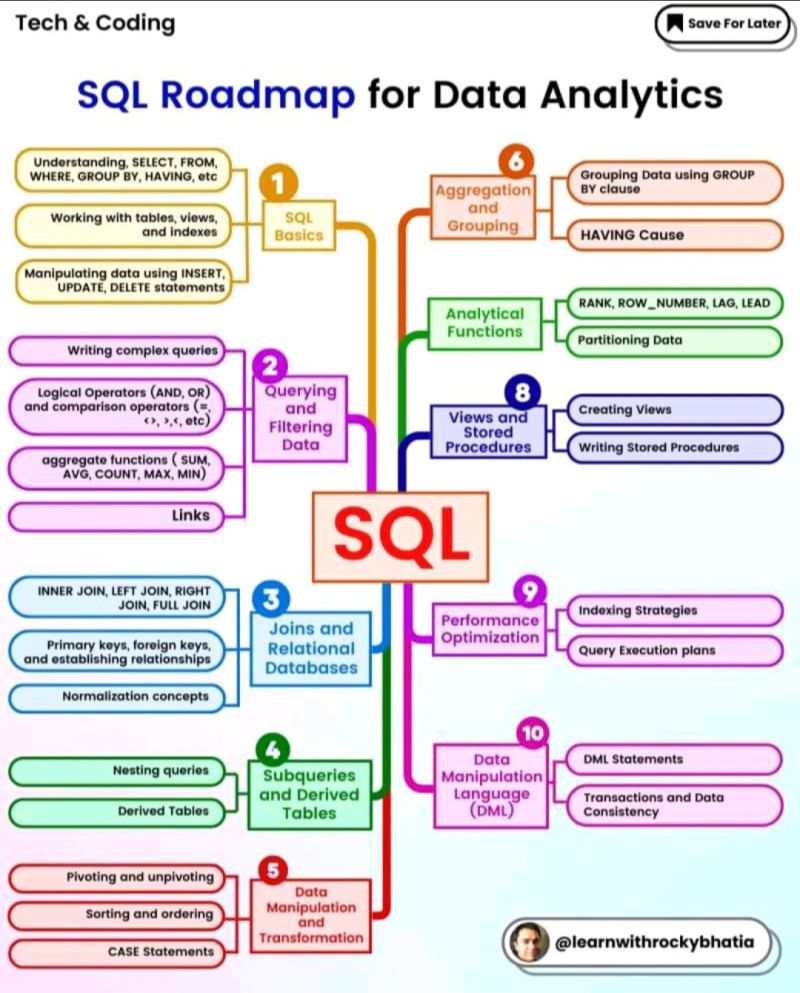 Tech & Coding
Save For Later
SQL Roadmap for Data Analytics
1
SQL
Basics
Understanding, SELECT, FROM,
WHERE, GROUP BY, HAVING, etc
Working with tables, views,
and indexes
Manipulating data using INSERT,
UPDATE, DELETE statements
2
Querying
and
Filtering
Data
Writing complex queries
Logical Operators (AND, OR)
and comparison operators (=,
<>, >,<, etc)
aggregate functions ( SUM,
AVG, COUNT, MAX, MIN)
Links
3
Joins and
Relational
Databases
INNER JOIN, LEFT JOIN, RIGHT
JOIN, FULL JOIN
Primary keys, foreign keys,
and establishing relationships
Normalization concepts
4
Subqueries
and Derived
Tables
Nesting queries
Derived Tables
5
Data
Manipulation
and
Transformation
Pivoting and unpivoting
Sorting and ordering
CASE Statements
6
Aggregation
and
Grouping
Grouping Data using GROUP
BY clause
HAVING Cause
Analytical
Functions
RANK, ROW_NUMBER, LAG, LEAD
Partitioning Data
8
Views and
Stored
Procedures
Creating Views
Writing Stored Procedures
SQL
9
Performance
Optimization
Indexing Strategies
Query Execution plans
10
Data
Manipulation
Language
(DML)
DML Statements
Transactions and Data
Consistency
@learnwithrockybhatia